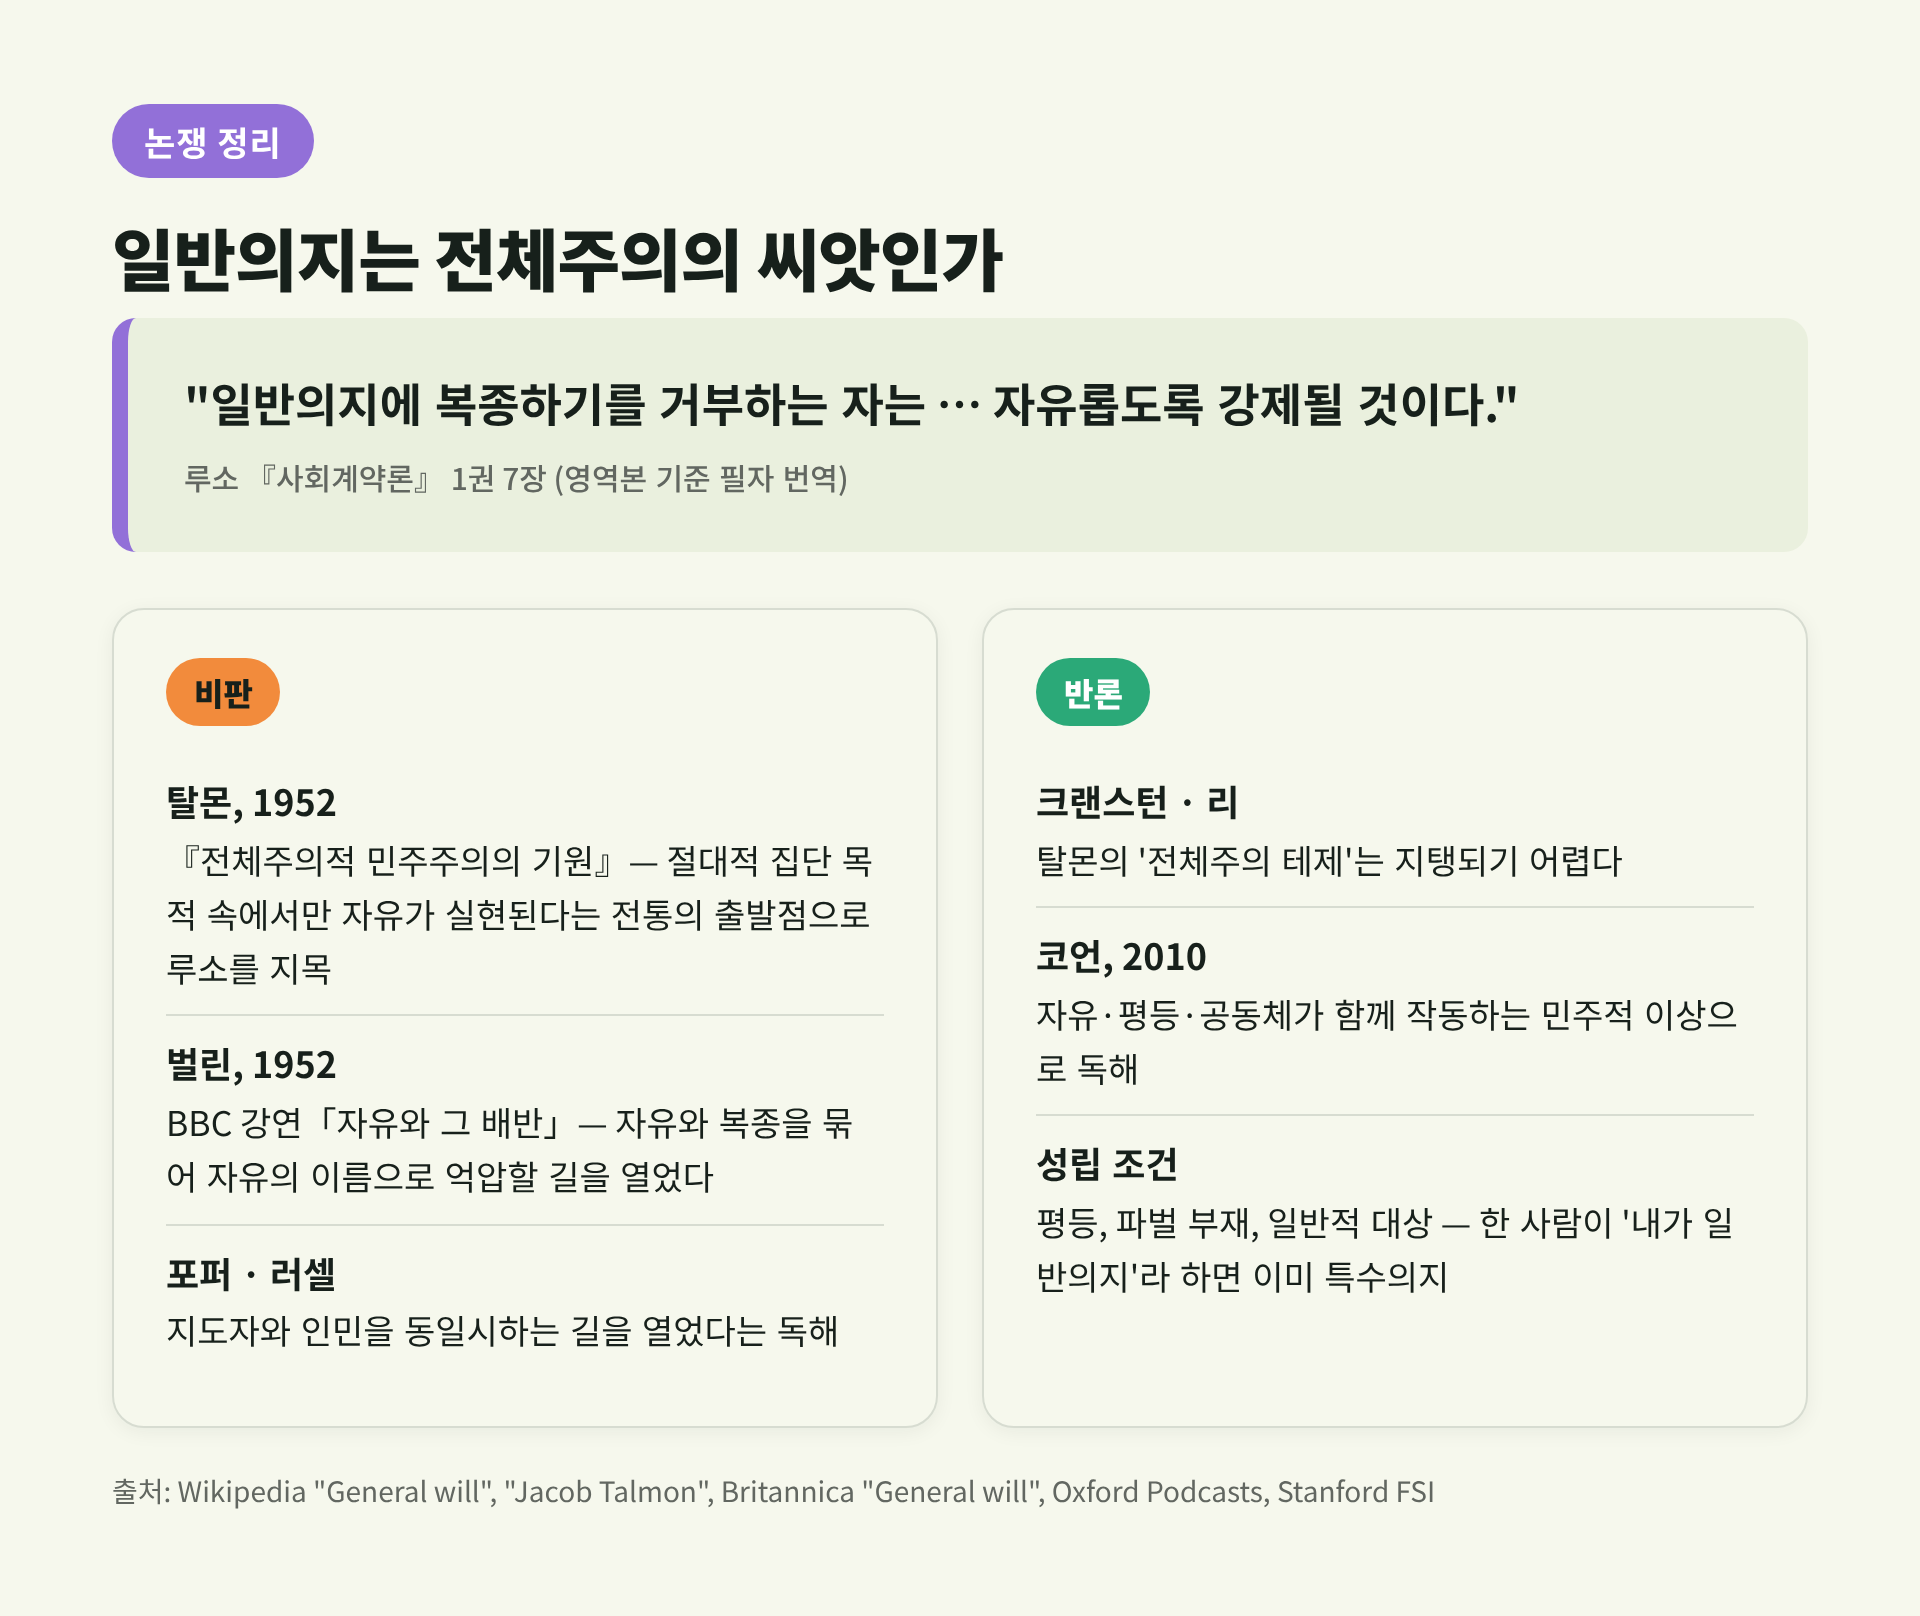 논쟁 정리
일반의지는 전체주의의 씨앗인가
"일반의지에 복종하기를 거부하는 자는 … 자유롭도록 강제될 것이다."
루소 『사회계약론』 1권 7장 (영역본 기준 필자 번역)
비판
탈몬, 1952
『전체주의적 민주주의의 기원』 — 절대적 집단 목
적 속에서만 자유가 실현된다는 전통의 출발점으로
루소를 지목
벌린, 1952
BBC 강연 「자유와 그 배반」 — 자유와 복종을 묶
어 자유의 이름으로 억압할 길을 열었다
포퍼 · 러셀
지도자와 인민을 동일시하는 길을 열었다는 독해
반론
크랜스턴 · 리
탈몬의 '전체주의 테제'는 지탱되기 어렵다
코언, 2010
자유·평등·공동체가 함께 작동하는 민주적 이상으
로 독해
성립 조건
평등, 파벌 부재, 일반적 대상 — 한 사람이 '내가 일
반의지'라 하면 이미 특수의지
출처: Wikipedia "General will", "Jacob Talmon", Britannica "General will", Oxford Podcasts, Stanford FSI